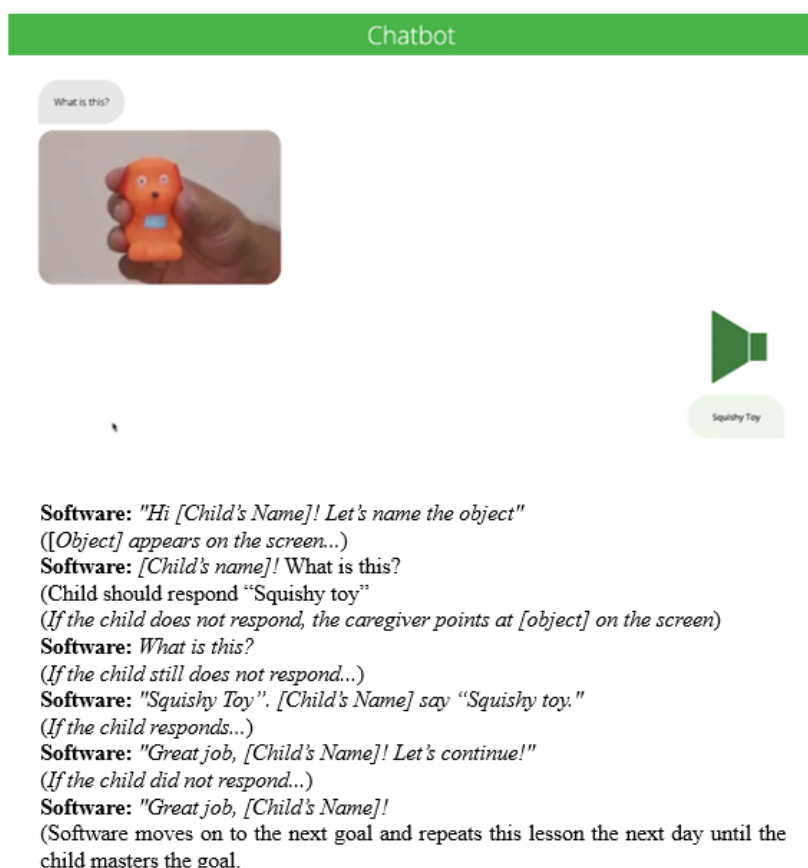 Chatbot
What is this?
Squishy Toy
Software: "Hi [Child's Name]! Let's name the object"
([Object] appears on the screen...)
Software: [Child's name]! What is this?
(Child should respond “Squishy toy”
(If the child does not respond, the caregiver points at [object] on the screen)
Software: What is this?
(If the child still does not respond...)
Software: "Squishy Toy”. [Child's Name] say “Squishy toy."
(If the child responds...)
Software: "Great job, [Child's Name]! Let's continue!"
(If the child did not respond...)
Software: "Great job, [Child's Name]!
(Software moves on to the next goal and repeats this lesson the next day until the
child masters the goal.